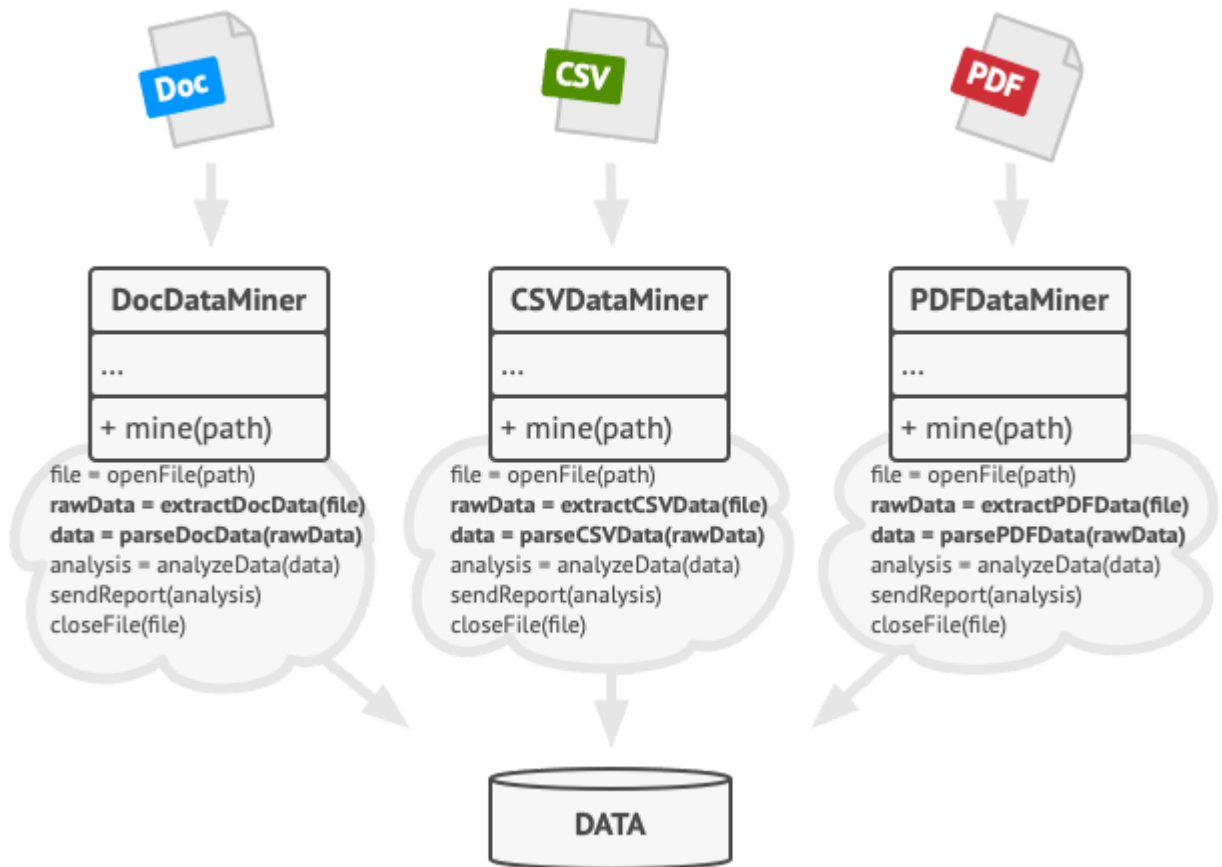 Doc
CSV
PDF
DocDataMiner
...
+ mine(path)
file = openFile(path)
rawData = extractDocData(file)
data = parseDocData(rawData)
analysis = analyzeData(data)
sendReport(analysis)
closeFile(file)
CSVDataMiner
...
+ mine(path)
file = openFile(path)
rawData = extractCSVData(file)
data = parseCSVData(rawData)
analysis = analyzeData(data)
sendReport(analysis)
closeFile(file)
PDFDataMiner
...
+ mine(path)
file = openFile(path)
rawData = extractPDFData(file)
data = parsePDFData(rawData)
analysis = analyzeData(data)
sendReport(analysis)
closeFile(file)
DATA